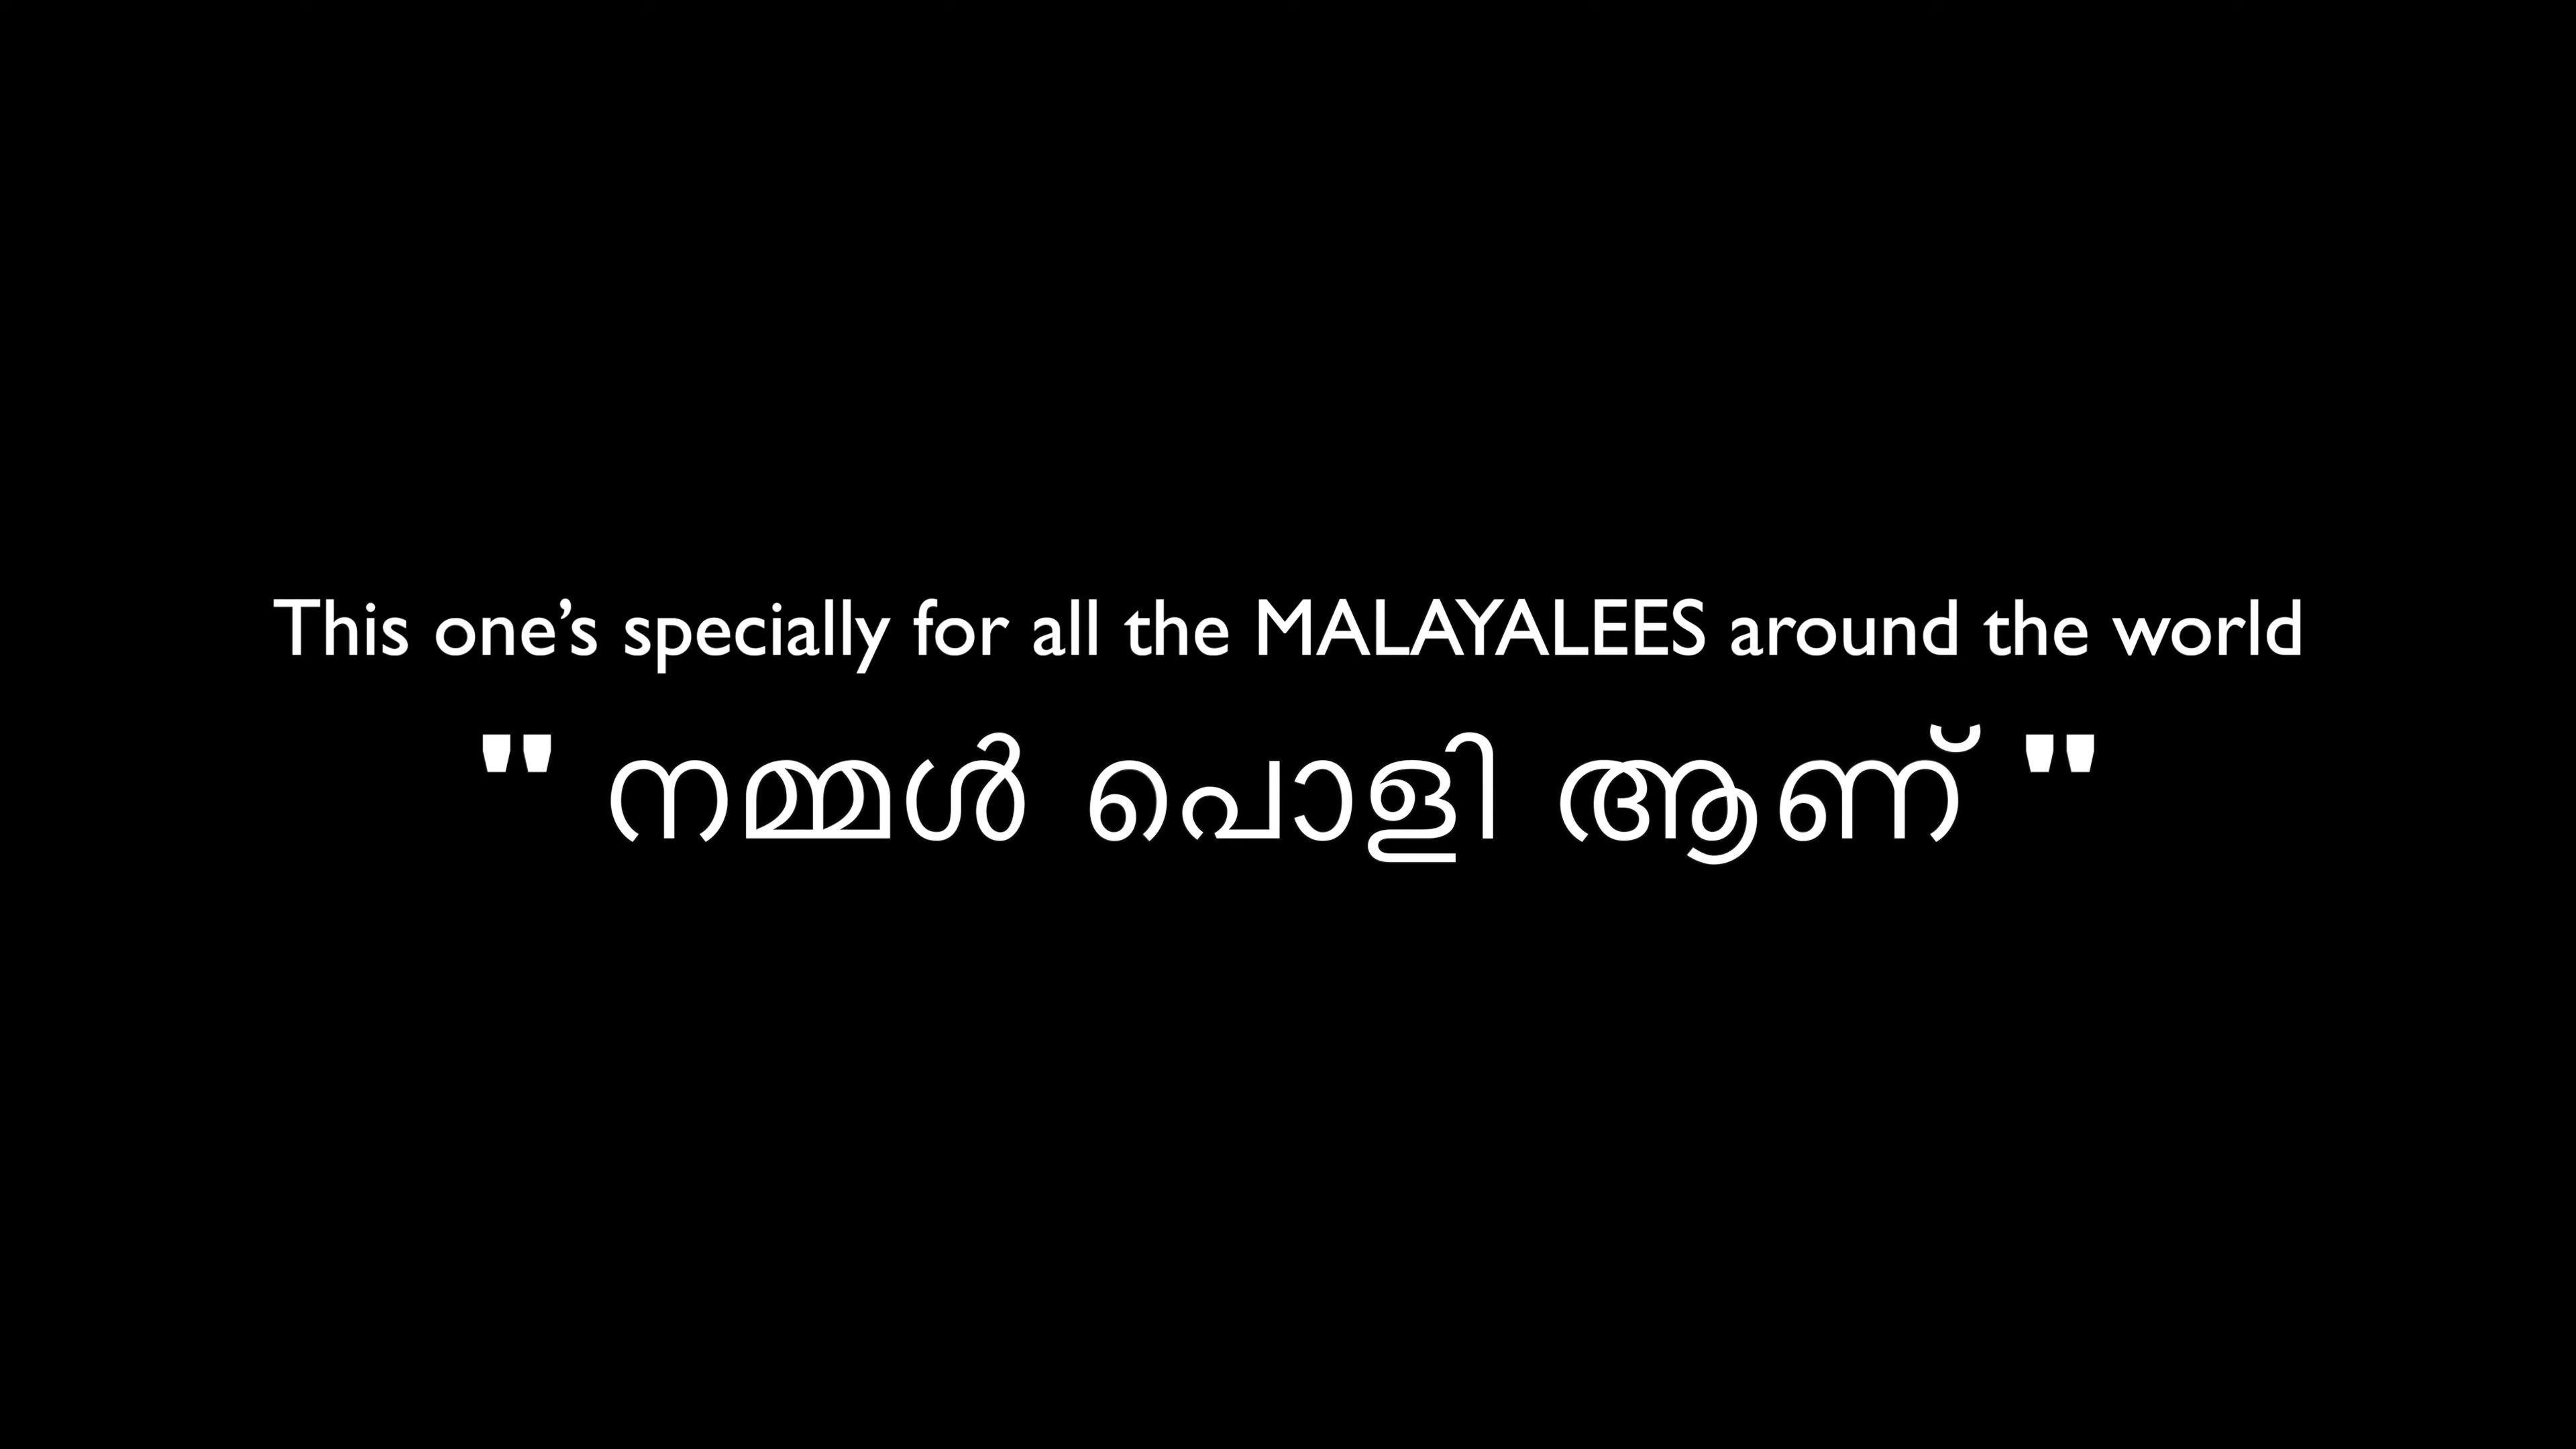 This one’s specially for all the MALAYALEES around the world
" നമ്മൾ പൊളി ആണ് "